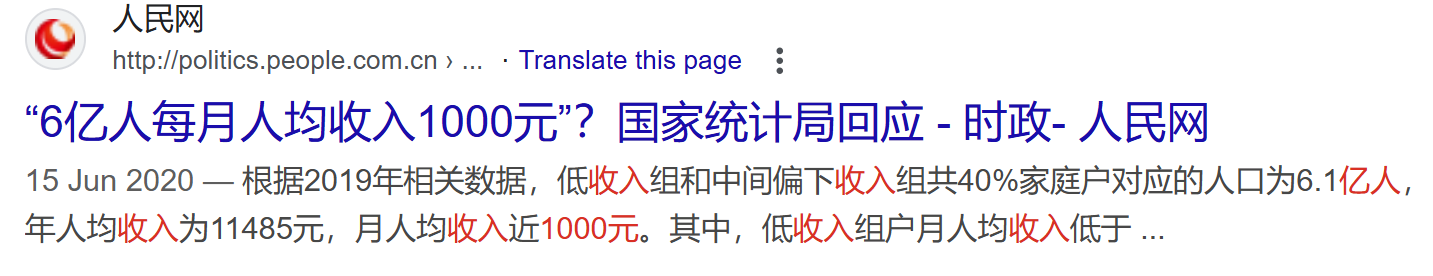 人民网
http://politics.people.com.cn › ... · Translate this page
“6亿人每月人均收入1000元”？国家统计局回应 - 时政- 人民网
15 Jun 2020 — 根据2019年相关数据，低收入组和中间偏下收入组共40%家庭户对应的人口为6.1亿人，
年人均收入为11485元，月人均收入近1000元。其中，低收入组户月人均收入低于 ...